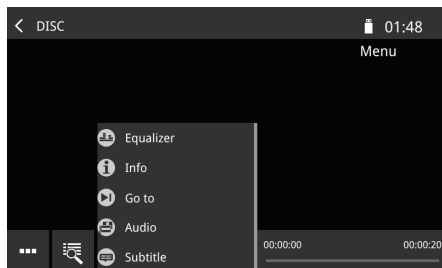 DISC
01:48
Menu
Equalizer
Info
Go to
Audio
Subtitle
00:00:00
00:00:20